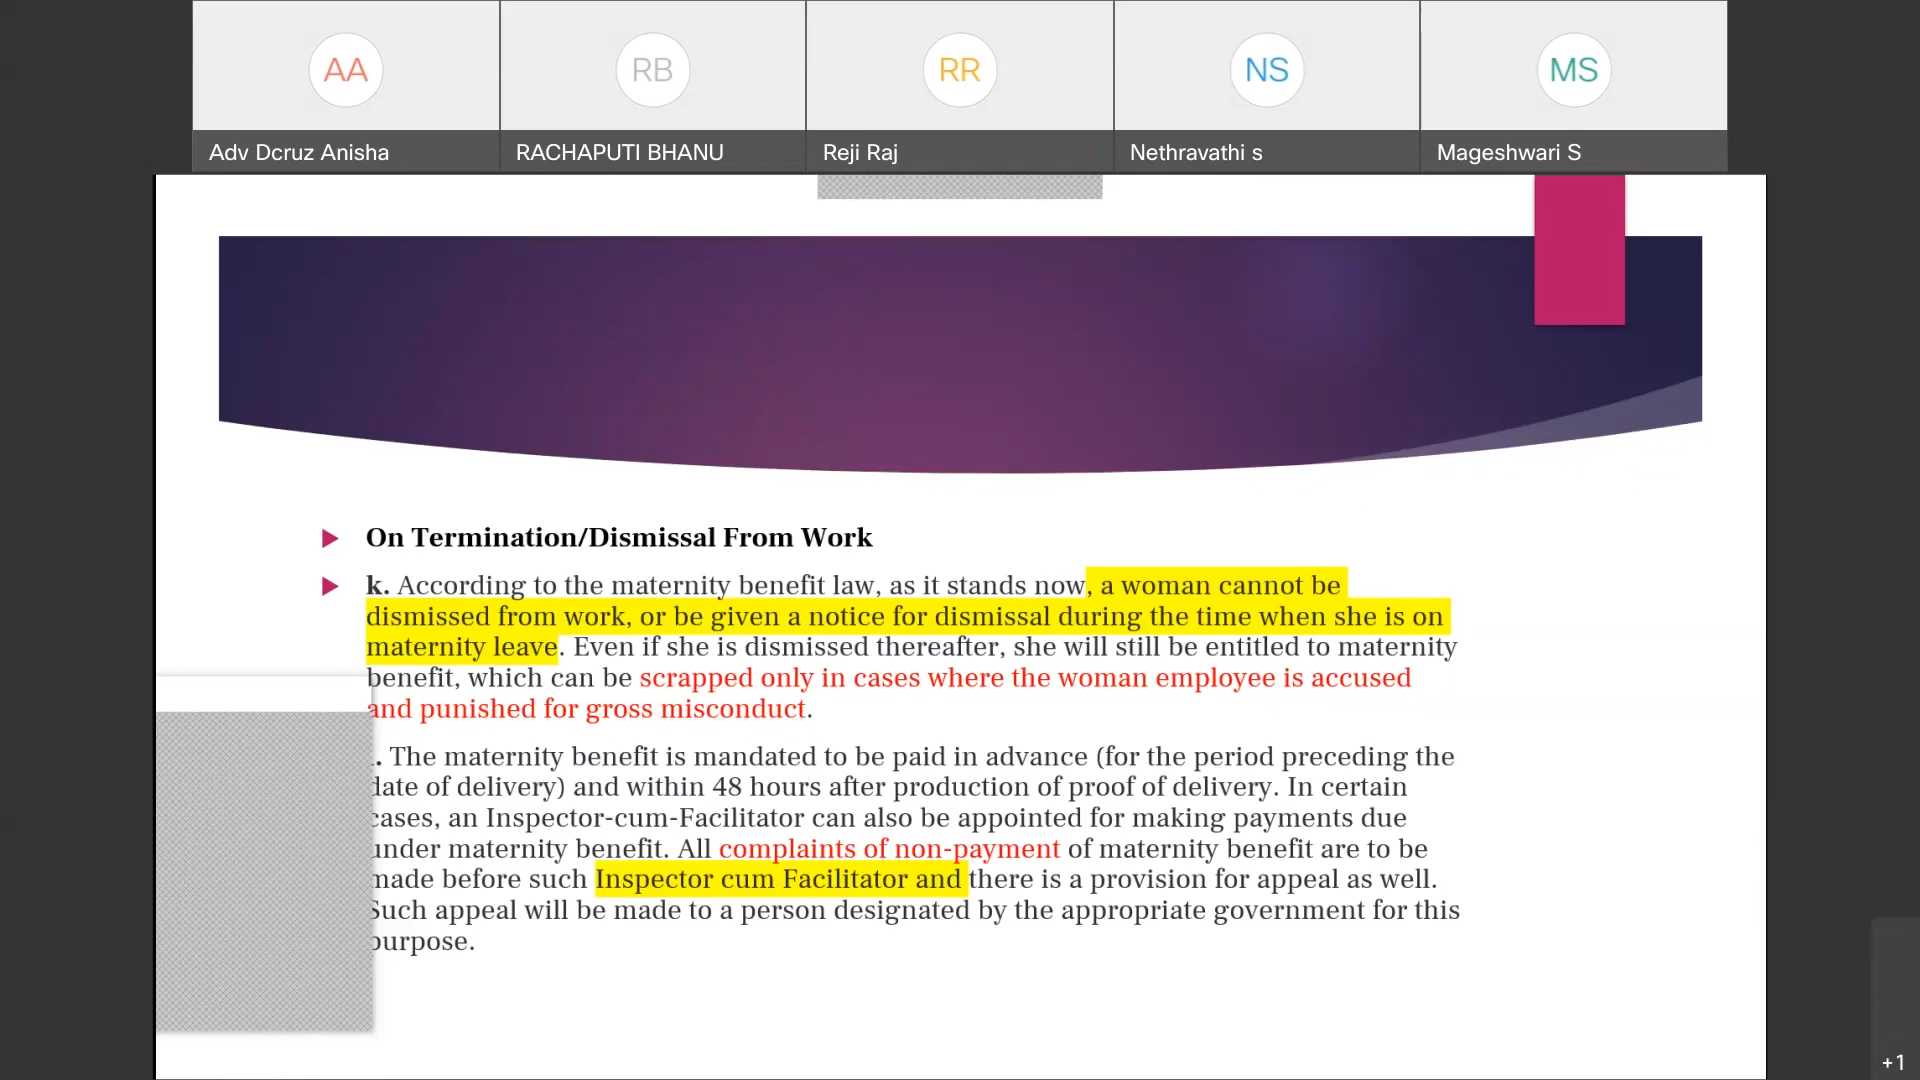 AA
RB
RR
NS
MS
Adv Dcruz Anisha
RACHAPUTI BHANU
Reji Raj
Nethravathi s
Mageshwari S
On Termination/Dismissal From Work
k. According to the maternity benefit law, as it stands now, a woman cannot be
dismissed from work, or be given a notice for dismissal during the time when she is on
maternity leave. Even if she is dismissed thereafter, she will still be entitled to maternity
benefit, which can be scrapped only in cases where the woman employee is accused
and punished for gross misconduct.
. The maternity benefit is mandated to be paid in advance (for the period preceding the
date of delivery) and within 48 hours after production of proof of delivery. In certain
cases, an Inspector-cum-Facilitator can also be appointed for making payments due
under maternity benefit. All complaints of non-payment of maternity benefit are to be
made before such Inspector cum Facilitator and there is a provision for appeal as well.
Such appeal will be made to a person designated by the appropriate government for this
purpose.
+1